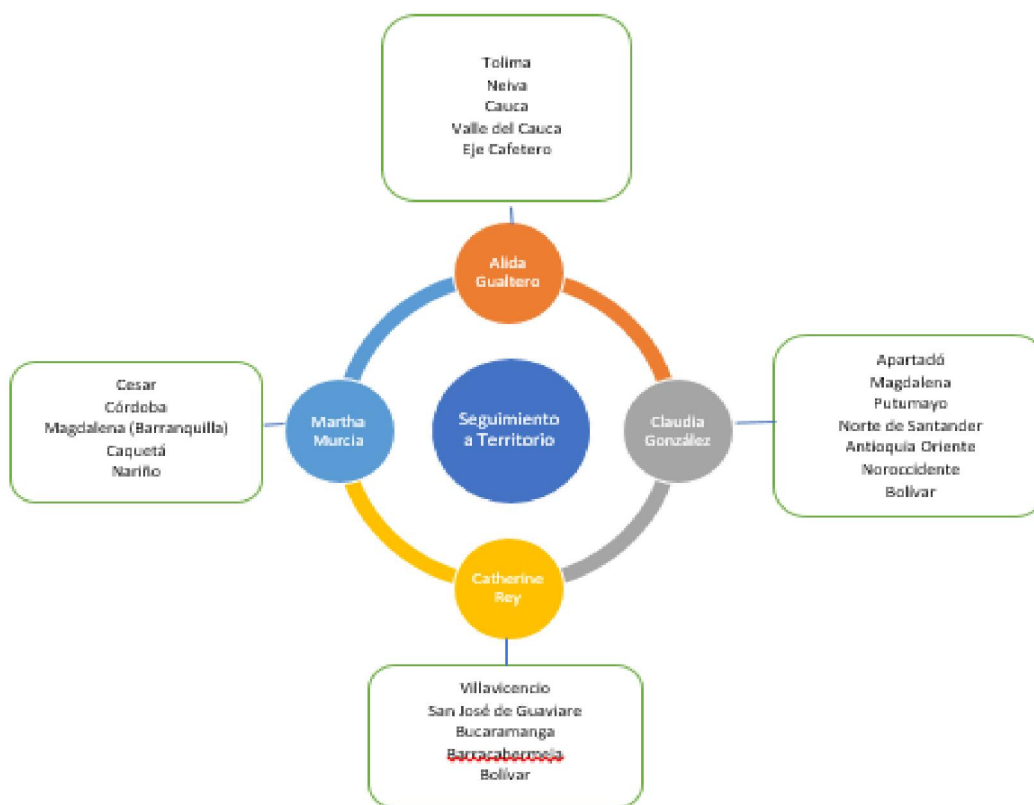 Tolima
Neiva
Cauca
Valle del Cauca
Eje Cafetero
Alida
Gualtero
Cesar
Córdoba
Magdalena (Barranquilla)
Caquetá
Nariño
Martha
Murcia
Seguimiento
a Territorio
Claudia
González
Apartadó
Magdalena
Putumayo
Norte de Santander
Antioquia Oriente
Noroccidente
Bolívar
Catherine
Rey
Villavicencio
San José de Guaviare
Bucaramanga
Barracabermeja
Bolívar